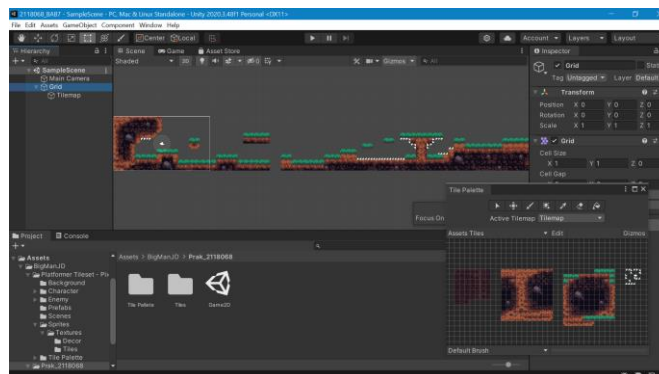 2118068_BAB7 - SampleScene - PC, Mac & Linux Standalone - Unity 2020.3.48f1 Personal <DX11>
File Edit Assets GameObject Component Window Help
Center Local Account Layers Layout
Hierarchy
All
SampleScene
Main Camera
Grid
Tilemap
Scene Game Asset Store
Shaded 2D Gizmos All
Inspector
Grid
Tag Untagged Layer Default
Transform
Position X 0 Y 0 Z 0
Rotation X 0 Y 0 Z 0
Scale X 1 Y 1 Z 1
Grid
Cell Size
X 1 Y 1 Z 0
Cell Gap
Focus On
Tile Palette
Active Tilemap Tilemap
Assets Tiles Edit Gizmos
Default Brush
Project Console
Assets
BigManJD
Platformer Tileset - Pix
Background
Character
Enemy
Prefabs
Scenes
Sprites
Textures
Decor
Tiles
Tile Palette
Prak_2118068
Assets > BigManJD > Prak_2118068
Tile Palette Tiles Game2D